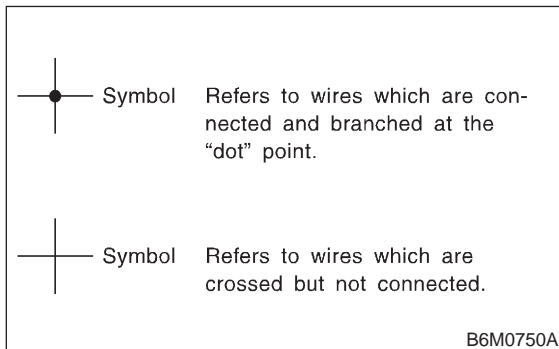 Symbol Refers to wires which are con-
nected and branched at the
“dot” point.
Symbol Refers to wires which are
crossed but not connected.
B6M0750A